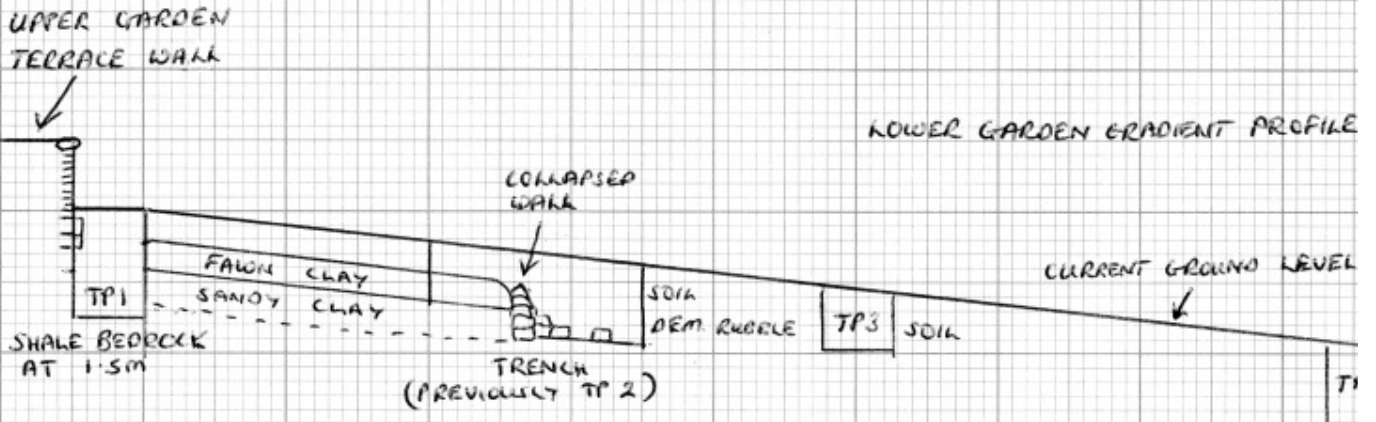 UPPER GARDEN
TERRACE WALL
LOWER GARDEN GRADIENT PROFILE
COLLAPSED
WALL
CURRENT GROUND LEVEL
FAWN CLAY
SANDY CLAY
TP1
SOIL
DEM. RUBBLE
TP3
SOIL
SHALE BEDROCK
AT 1.5M
TRENCH
(PREVIOUSLY TP 2)